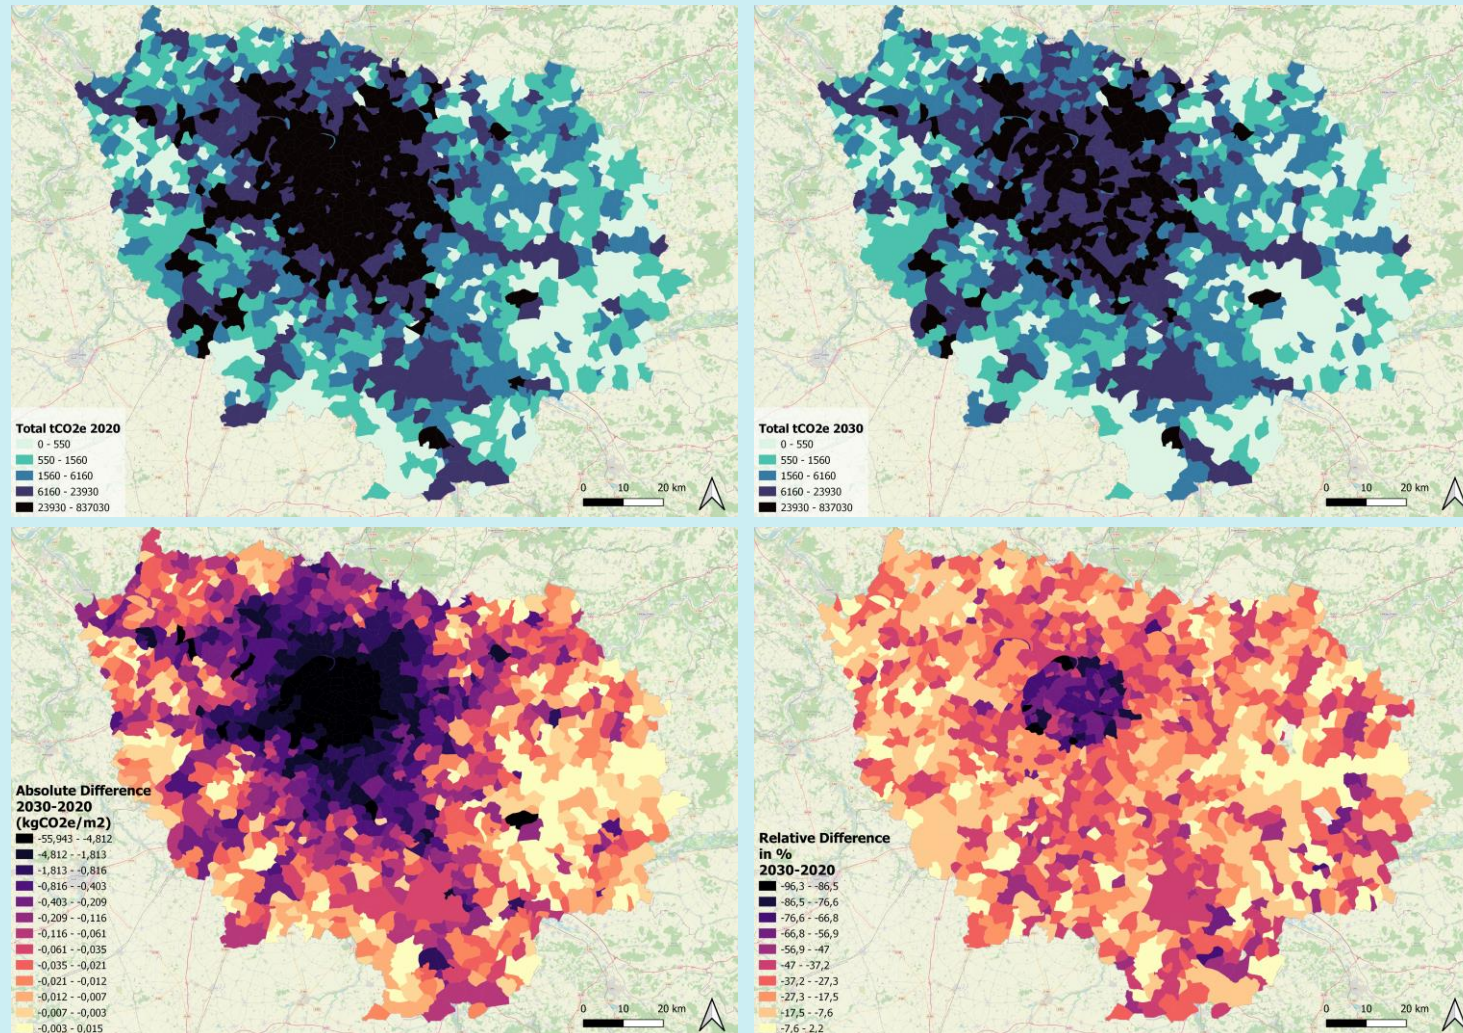 Total tCO2e 2020
0 - 550
550 - 1560
1560 - 6160
6160 - 23930
23930 - 837030
0 10 20 km
Total tCO2e 2030
0 - 550
550 - 1560
1560 - 6160
6160 - 23930
23930 - 837030
0 10 20 km
Absolute Difference
2030-2020
(kgCO2e/m2)
-55,943 - -4,812
-4,812 - -1,813
-1,813 - -0,816
-0,816 - -0,403
-0,403 - -0,209
-0,209 - -0,116
-0,116 - -0,061
-0,061 - -0,035
-0,035 - -0,021
-0,021 - -0,012
-0,012 - -0,007
-0,007 - -0,003
-0,003 - 0,015
0 10 20 km
Relative Difference
in %
2030-2020
-96,3 - -86,5
-86,5 - -76,6
-76,6 - -66,8
-66,8 - -56,9
-56,9 - -47
-47 - -37,2
-37,2 - -27,3
-27,3 - -17,5
-17,5 - -7,6
-7,6 - 2,2
0 10 20 km